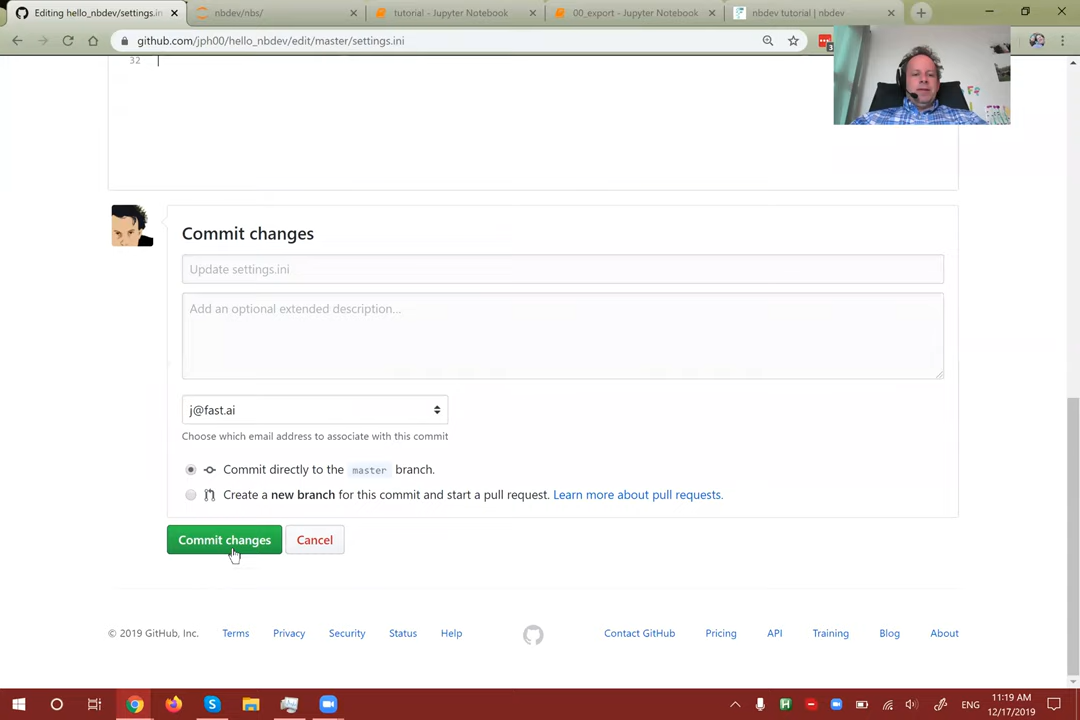 Editing hello_nbdev/settings.in
nbdev/nbs/
tutorial - Jupyter Notebook
00_export - Jupyter Notebook
nbdev tutorial | nbdev
github.com/jph00/hello_nbdev/edit/master/settings.ini
3
32
Commit changes
Update settings.ini
Add an optional extended description...
j@fast.ai
Choose which email address to associate with this commit
Commit directly to the master branch.
Create a new branch for this commit and start a pull request. Learn more about pull requests.
Commit changes
Cancel
© 2019 GitHub, Inc.
Terms
Privacy
Security
Status
Help
Contact GitHub
Pricing
API
Training
Blog
About
ENG
11:19 AM
12/17/2019